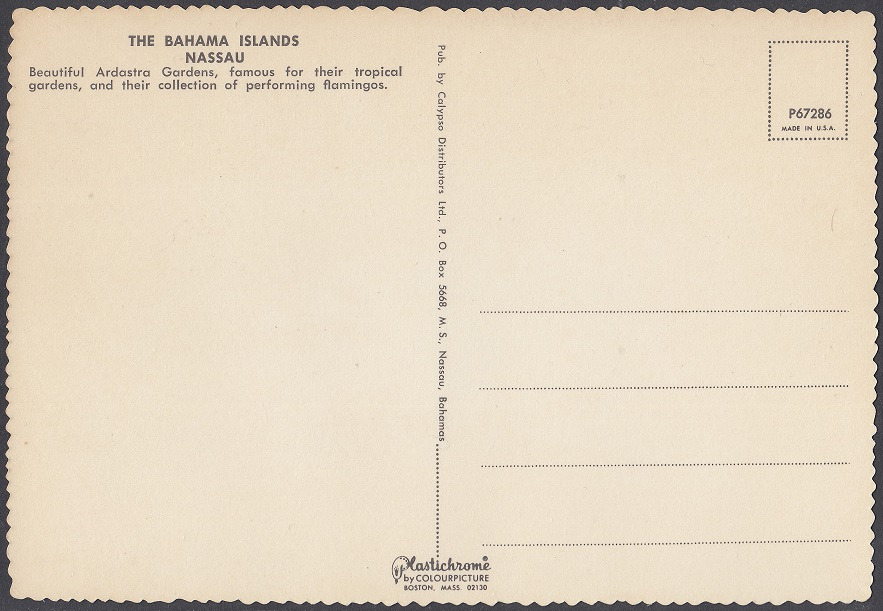 THE BAHAMA ISLANDS
NASSAU
Beautiful Ardastra Gardens, famous for their tropical
gardens, and their collection of performing flamingos.
Pub. by Calypso Distributors Ltd., P. O. Box 5668, M. S., Nassau, Bahamas
P67286
MADE IN U.S.A.
Plastichrome®
by COLOURPICTURE
BOSTON, MASS. 02130